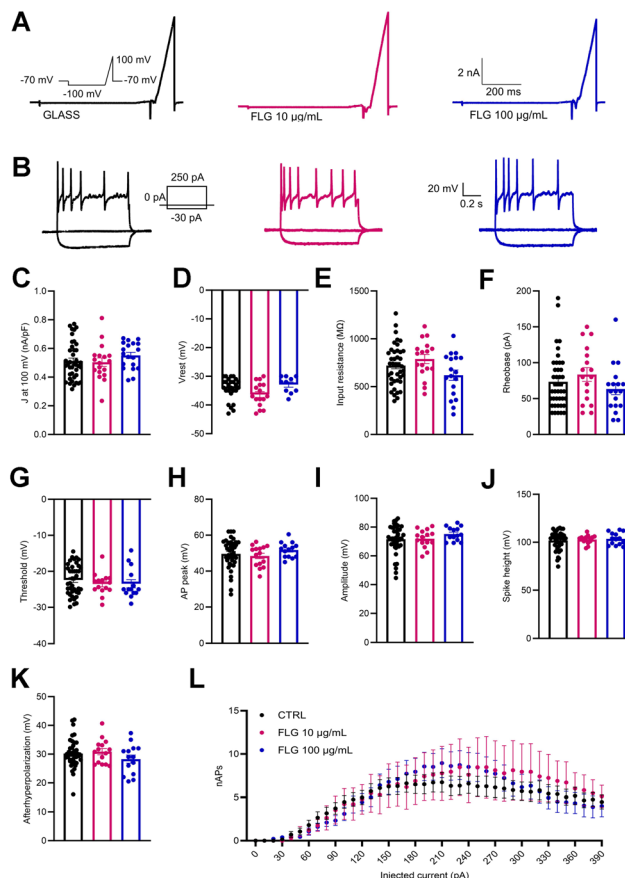 A
100 mV
-70 mV
-70 mV
-100 mV
GLASS
FLG 10 µg/mL
2 nA
200 ms
FLG 100 µg/mL
B
250 pA
0 pA
-30 pA
20 mV
0.2 s
C
J at 100 mV (nA/pF)
1.0
0.8
0.6
0.4
0.2
0.0
D
Vrest (mV)
0
-10
-20
-30
-40
-50
E
Input resistance (MΩ)
1500
1000
500
0
F
Rheobase (pA)
200
150
100
50
0
G
Threshold (mV)
0
-10
-20
-30
-40
H
AP peak (mV)
80
60
40
20
0
I
Amplitude (mV)
100
80
60
40
20
0
J
Spike height (mV)
150
100
50
0
K
Afterhyperpolarization (mV)
50
40
30
20
10
0
L
nAPs
15
10
5
0
CTRL
FLG 10 µg/mL
FLG 100 µg/mL
0
30
60
90
120
150
180
210
240
270
300
330
360
390
Injected current (pA)